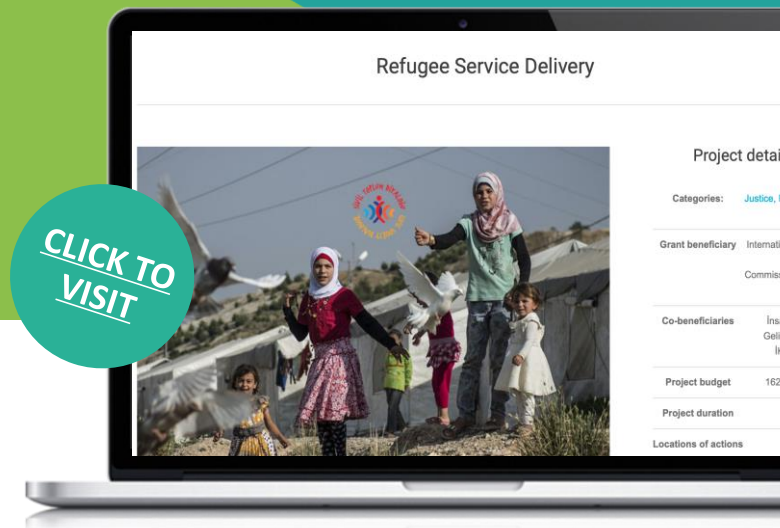 Refugee Service Delivery
CLICK TO
VISIT
Project detai
Categories:
Justice,
Grant beneficiary
Internati
Commiss
Co-beneficiaries
İns
Geli
Project budget
162
Project duration
Locations of actions